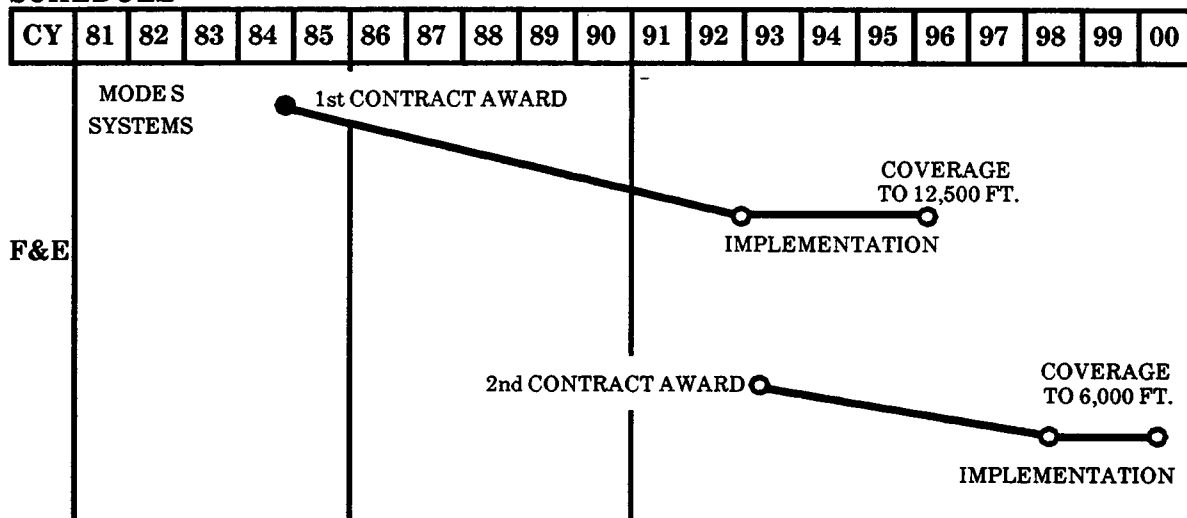 CY 81 82 83 84 85 86 87 88 89 90 91 92 93 94 95 96 97 98 99 00
MODE S
SYSTEMS
1st CONTRACT AWARD
COVERAGE
TO 12,500 FT.
IMPLEMENTATION
F&E
2nd CONTRACT AWARD
COVERAGE
TO 6,000 FT.
IMPLEMENTATION